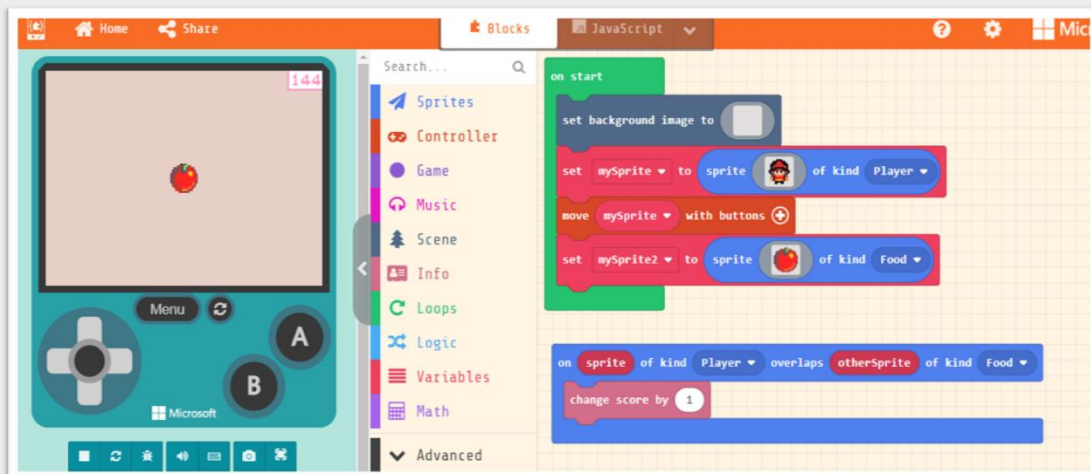 Home Share Blocks JavaScript ? Mic
144
Menu
A
B
Microsoft
Search...
Sprites
Controller
Game
Music
Scene
Info
Loops
Logic
Variables
Math
Advanced
on start
set background image to
set mySprite to sprite of kind Player
move mySprite with buttons +
set mySprite2 to sprite of kind Food
on sprite of kind Player overlaps otherSprite of kind Food
change score by 1